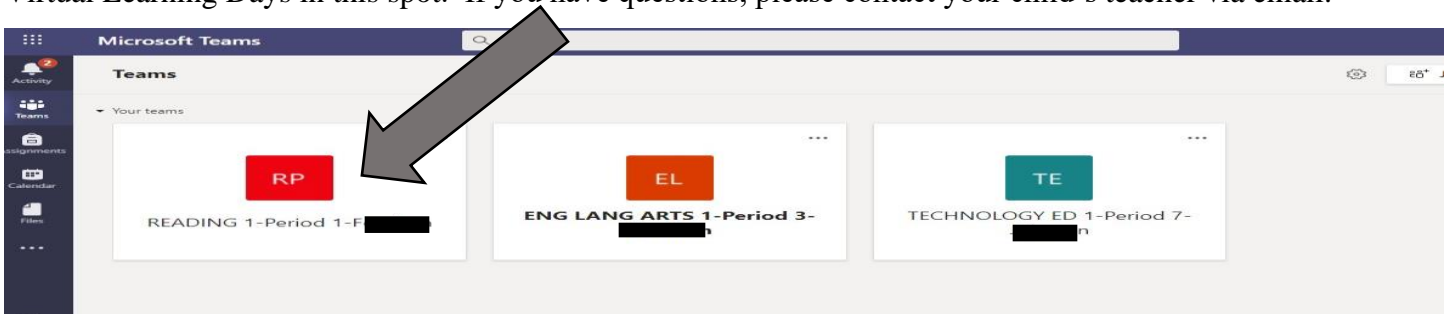 Virtual Learning Days in this spot. If you have questions, please contact your child's teacher via email.
Microsoft Teams
2
Activity
Teams
Teams
Your teams
Assignments
Calendar
Files
RP
READING 1-Period 1-F
EL
ENG LANG ARTS 1-Period 3-
n
TE
TECHNOLOGY ED 1-Period 7-
n